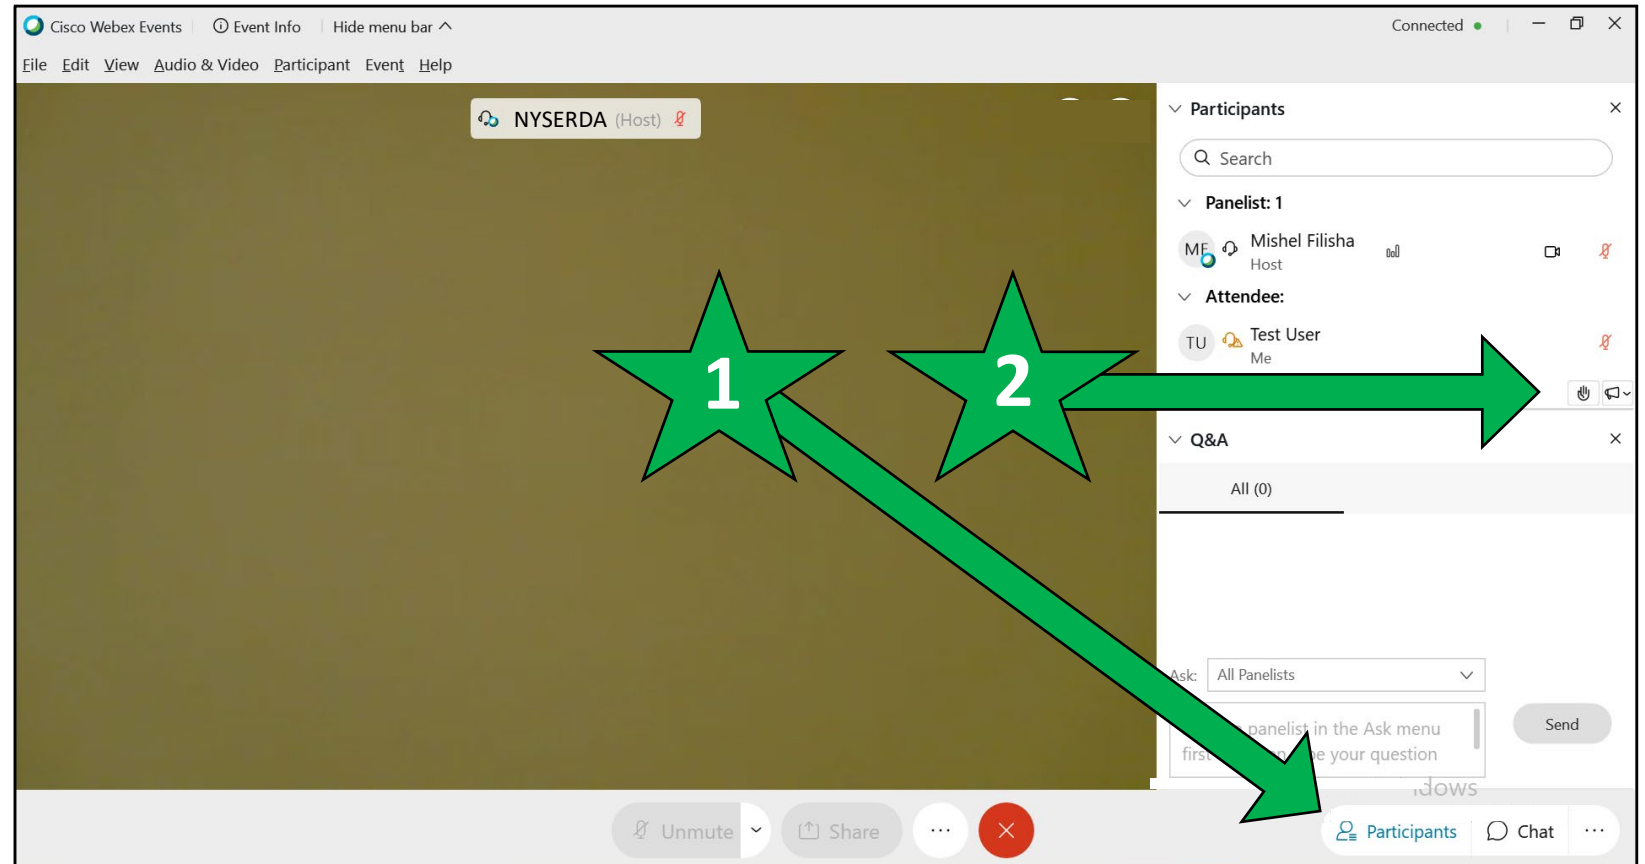 Cisco Webex Events Event Info Hide menu bar Connected
File Edit View Audio & Video Participant Event Help
NYSERDA (Host)
Participants
Search
Panelist: 1
MF Mishel Filisha
Host
Attendee:
TU Test User
Me
1
2
Q&A
All (0)
Ask: All Panelists
panelist in the Ask menu
first your question
Send
Unmute Share
Participants Chat